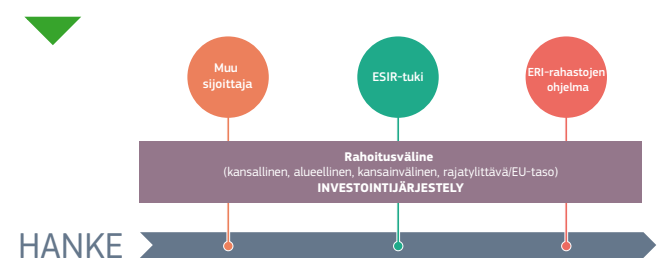 Muu
sijoittaja
ESIR-tuki
ERI-rahastojen
ohjelma
Rahoitusväline
(kansallinen, alueellinen, kansainvälinen, rajatylittävä/EU-taso)
INVESTOINTIJÄRJESTELY
HANKE